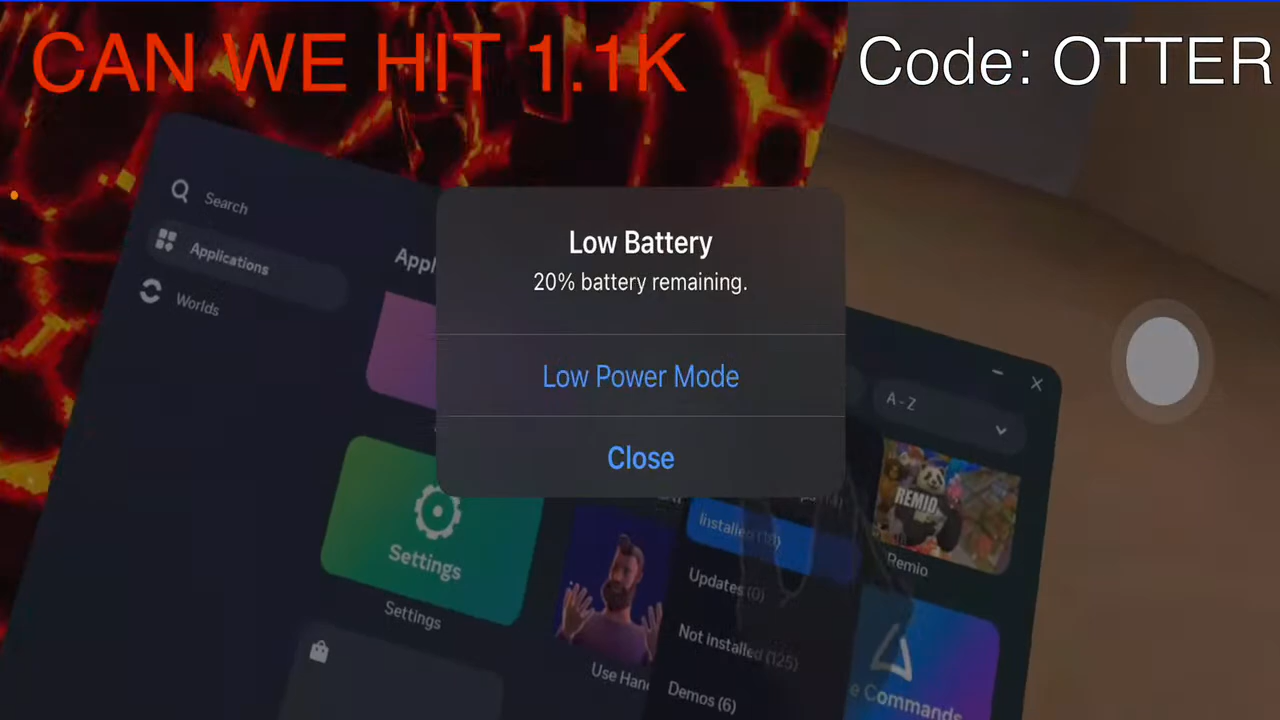 CAN WE HIT 1.1K
Code: OTTER
Search
Applications
Worlds
Low Battery
20% battery remaining.
Low Power Mode
Close
A - Z
REMIO
Remio
Settings
Settings
Installed (18)
Updates (0)
Not Installed (125)
Demos (6)
Commands